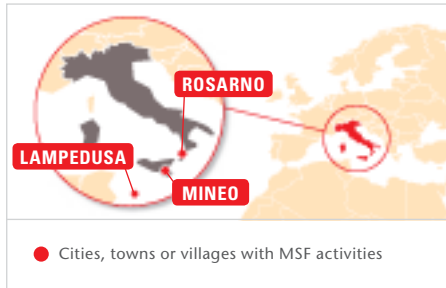 ROSARNO
LAMPEDUSA
MINEO
Cities, towns or villages with MSF activities